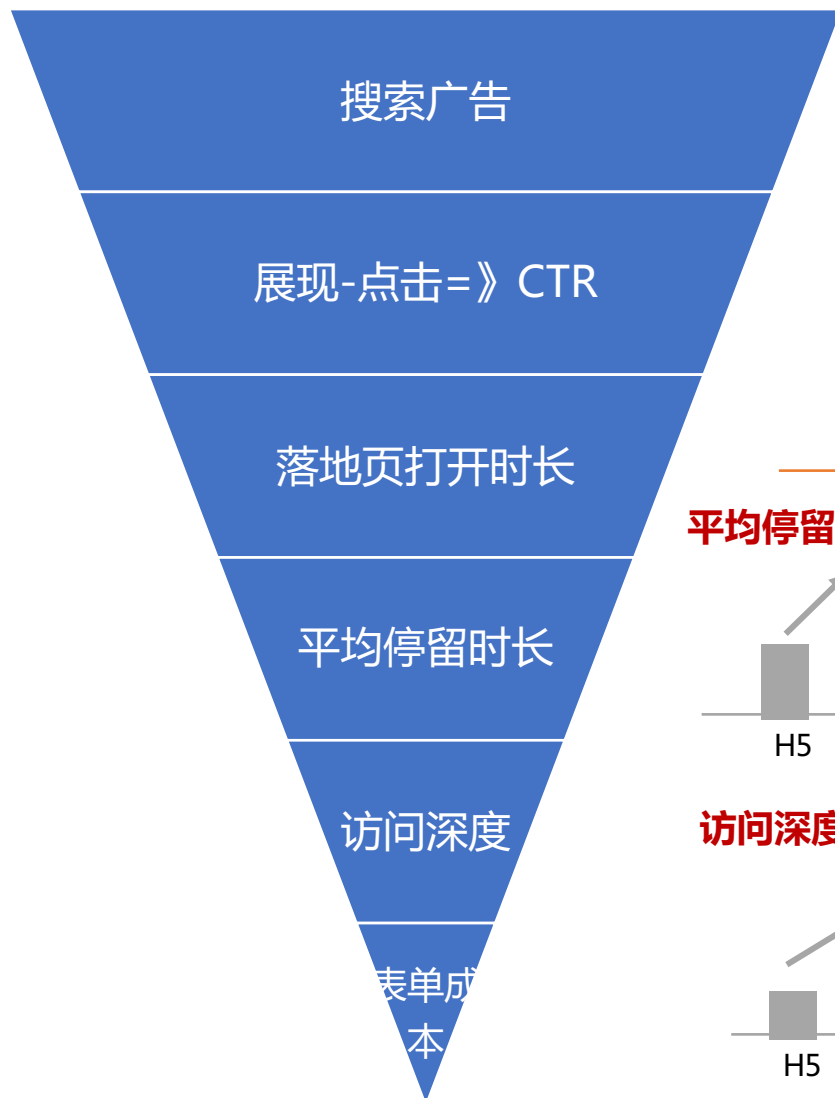 搜索广告
展现-点击=》CTR
落地页打开时长
平均停留时长
访问深度
表单成
本
平均停留
H5
访问深度
H5